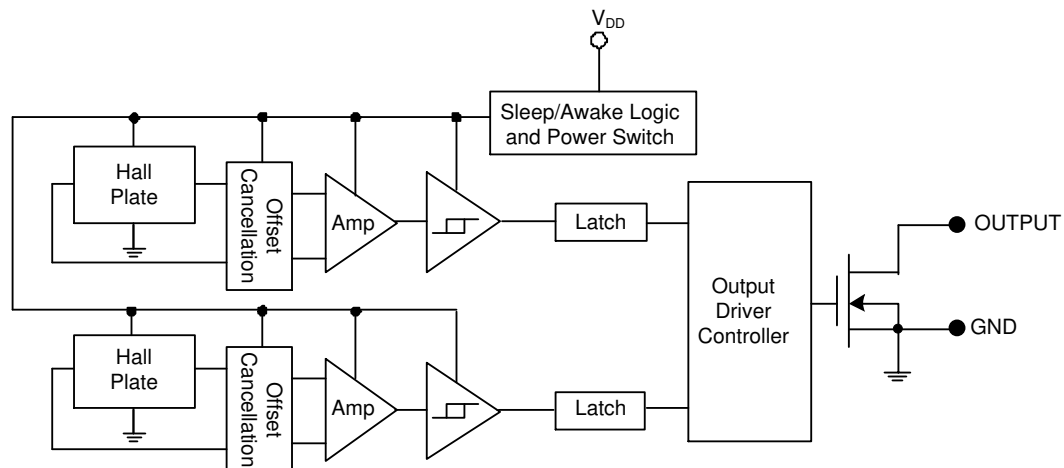 VDD
Sleep/Awake Logic
and Power Switch
Hall
Plate
Offset
Cancellation
Amp
Latch
OUTPUT
Output
Driver
Controller
GND
Hall
Plate
Offset
Cancellation
Amp
Latch